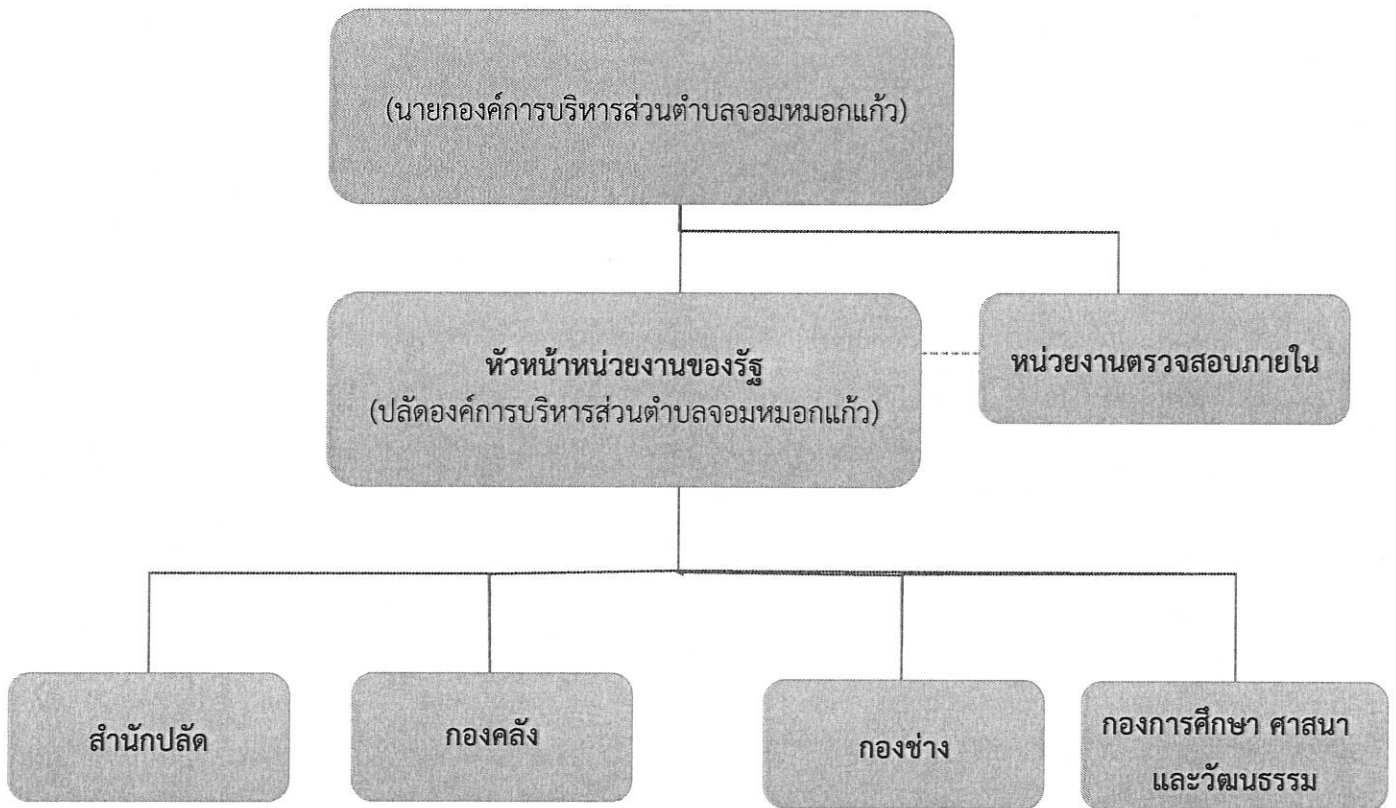 (นายกองค์การบริหารส่วนตำบลจอมหมอกแก้ว)
หัวหน้าหน่วยงานของรัฐ
(ปลัดองค์การบริหารส่วนตำบลจอมหมอกแก้ว)
หน่วยงานตรวจสอบภายใน
สำนักปลัด
กองคลัง
กองช่าง
กองการศึกษา ศาสนา
และวัฒนธรรม